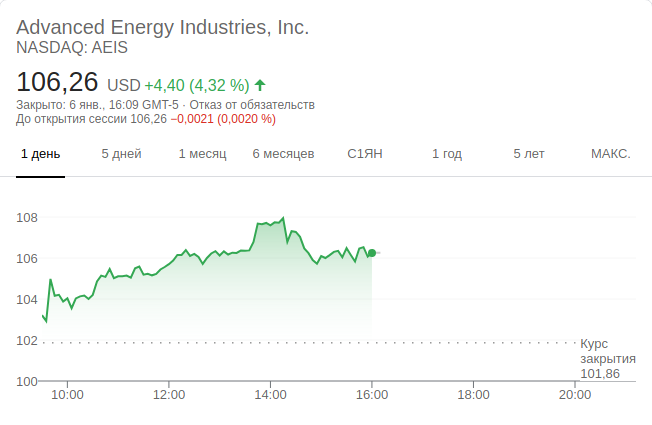 Advanced Energy Industries, Inc.
NASDAQ: AEIS
106,26 USD +4,40 (4,32 %)
Закрыто: 6 янв., 16:09 GMT-5 · Отказ от обязательств
До открытия сессии 106,26 −0,0021 (0,0020 %)
1 день 5 дней 1 месяц 6 месяцев С1ЯН 1 год 5 лет МАКС.
108
106
104
102
100
Курс
закрытия
101,86
10:00 12:00 14:00 16:00 18:00 20:00